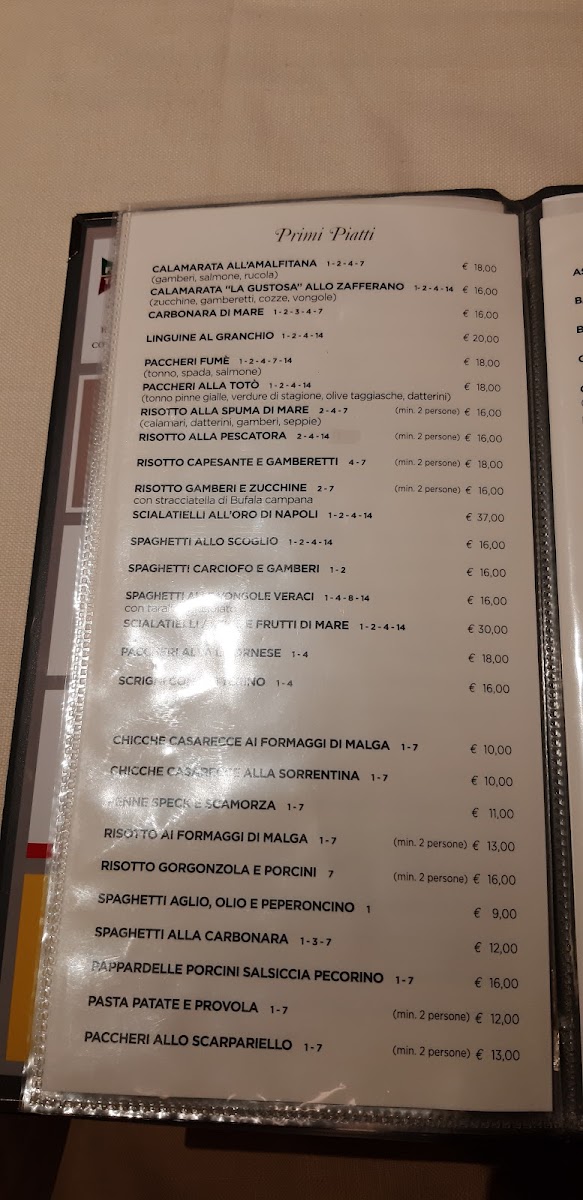 Primi Piatti
CALAMARATA ALL'AMALFITANA 1-2-4-7 € 18,00
(gamberi, salmone, rucola)
CALAMARATA "LA GUSTOSA" ALLO ZAFFERANO 1-2-4-14 € 16,00
(zucchine, gamberetti, cozze, vongole)
CARBONARA DI MARE 1-2-3-4-7 € 16,00
LINGUINE AL GRANCHIO 1-2-4-14 € 20,00
PACCHERI FUMÈ 1-2-4-7-14 € 18,00
(tonno, spada, salmone)
PACCHERI ALLA TOTÒ 1-2-4-14 € 18,00
(tonno pinne gialle, verdure di stagione, olive taggiasche, datterini)
RISOTTO ALLA SPUMA DI MARE 2-4-7 (min. 2 persone) € 16,00
(calamari, datterini, gamberi, seppie)
RISOTTO ALLA PESCATORA 2-4-14 (min. 2 persone) € 16,00
RISOTTO CAPESANTE E GAMBERETTI 4-7 (min. 2 persone) € 18,00
RISOTTO GAMBERI E ZUCCHINE 2-7 (min. 2 persone) € 16,00
con stracciatella di Bufala campana
SCIALATIELLI ALL'ORO DI NAPOLI 1-2-4-14 € 37,00
SPAGHETTI ALLO SCOGLIO 1-2-4-14 € 16,00
SPAGHETTI CARCIOFO E GAMBERI 1-2 € 16,00
SPAGHETTI VONGOLE VERACI 1-4-8-14 € 16,00
con
SCIALATIELLI E FRUTTI DI MARE 1-2-4-14 € 30,00
PACCHERI ALLA LIVORNESE 1-4 € 18,00
SCRIGNI 1-4 € 16,00
CHICCHE CASARECCE AI FORMAGGI DI MALGA 1-7 € 10,00
CHICCHE CASARECCE ALLA SORRENTINA 1-7 € 10,00
PENNE SPECK E SCAMORZA 1-7 € 11,00
RISOTTO AI FORMAGGI DI MALGA 1-7 (min. 2 persone) € 13,00
RISOTTO GORGONZOLA E PORCINI 7 (min. 2 persone) € 16,00
SPAGHETTI AGLIO, OLIO E PEPERONCINO 1 € 9,00
SPAGHETTI ALLA CARBONARA 1-3-7 € 12,00
PAPPARDELLE PORCINI SALSICCIA PECORINO 1-7 € 16,00
PASTA PATATE E PROVOLA 1-7 (min. 2 persone) € 12,00
PACCHERI ALLO SCARPARIELLO 1-7 (min. 2 persone) € 13,00